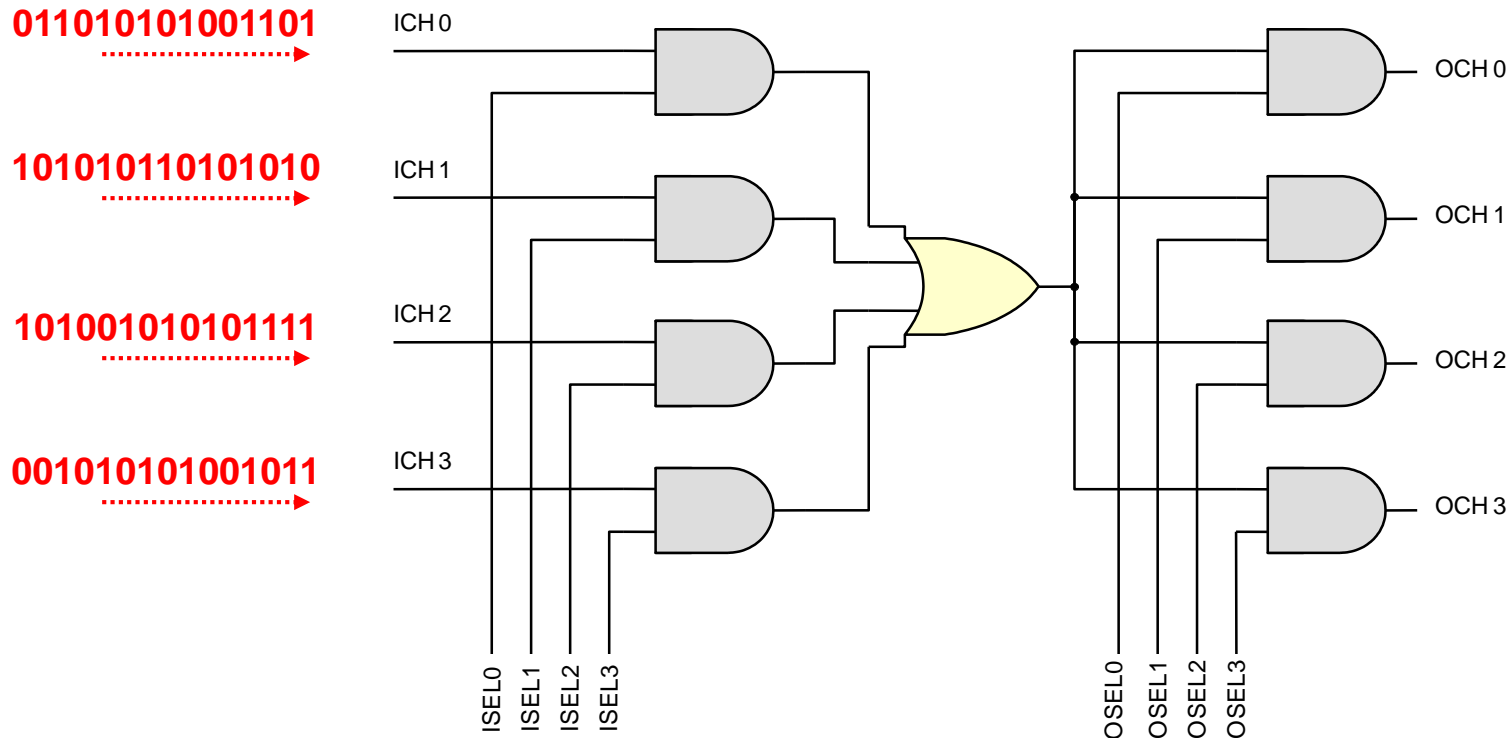 011010101001101
ICH 0
OCH 0
101010110101010
ICH 1
OCH 1
101001010101111
ICH 2
OCH 2
001010101001011
ICH 3
OCH 3
ISEL0
ISEL1
ISEL2
ISEL3
OSEL0
OSEL1
OSEL2
OSEL3